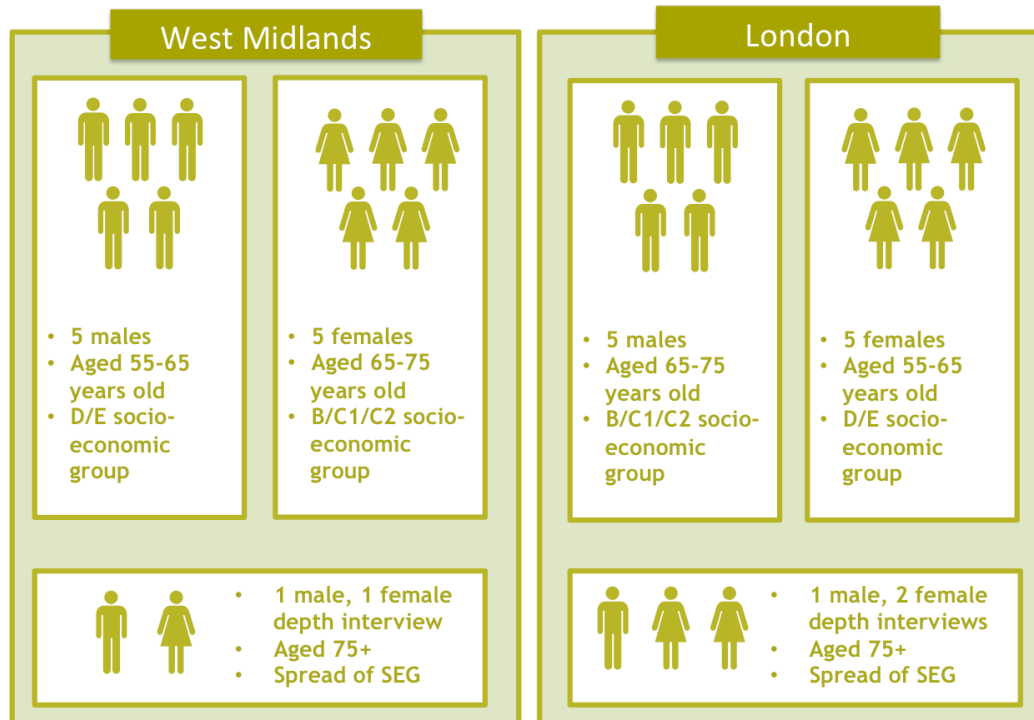 West Midlands
• 5 males
• Aged 55-65
years old
• D/E socio-
economic
group
• 5 females
• Aged 65-75
years old
• B/C1/C2 socio-
economic
group
• 1 male, 1 female
depth interview
• Aged 75+
• Spread of SEG
London
• 5 males
• Aged 65-75
years old
• B/C1/C2 socio-
economic
group
• 5 females
• Aged 55-65
years old
• D/E socio-
economic
group
• 1 male, 2 female
depth interviews
• Aged 75+
• Spread of SEG